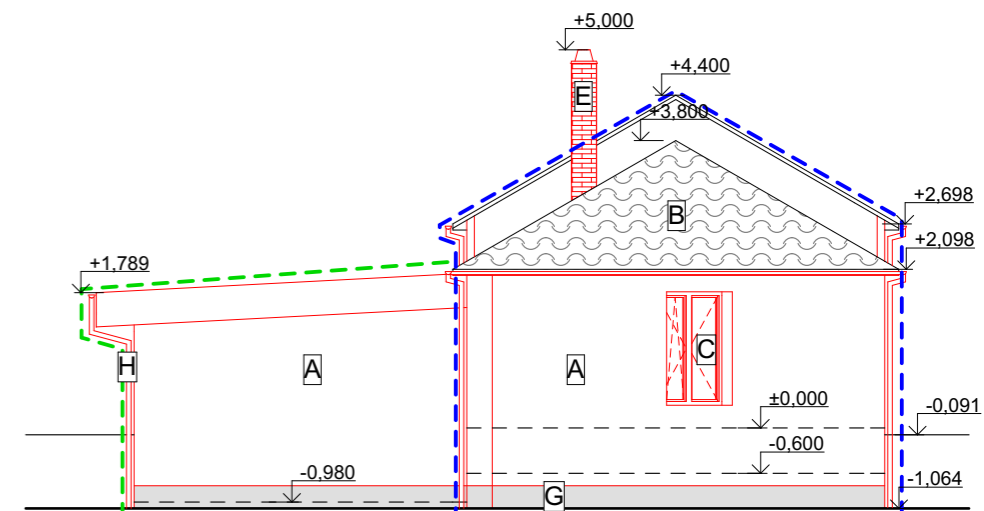 +5,000
+4,400
E
+3,800
+2,698
B
+2,098
+1,789
H
A
A
C
±0,000
-0,091
-0,600
-0,980
-1,064
G